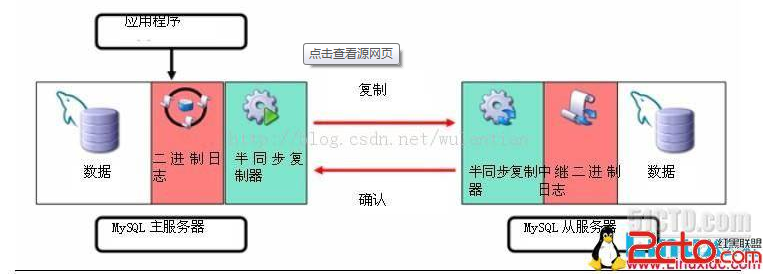 应用程序
点击查看源网页
复制
http://blog.csdn.net/wulantian
数据
二进制日
志
半同步复
制器
半同步复制
器
中继二进制
日志
数据
确认
MySQL 主服务器
MySQL 从服务器
51CTO.com
红黑联盟
2cto.com
www.Linuxidc.com